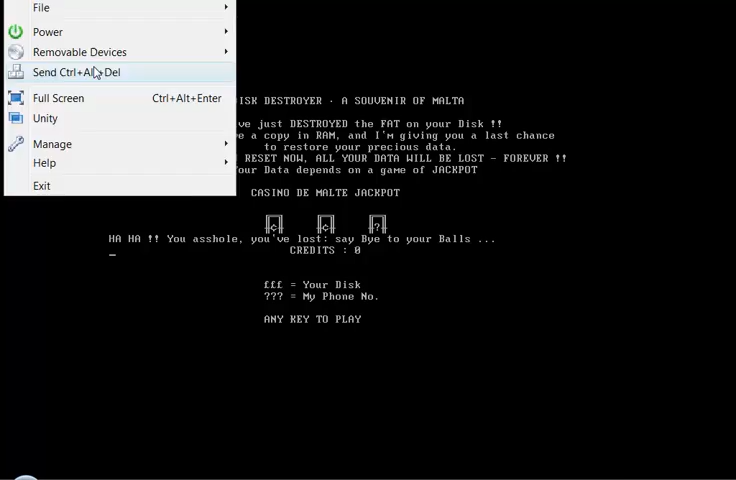 File
Power
Removable Devices
Send Ctrl+Alt+Del
Full Screen Ctrl+Alt+Enter
Unity
Manage
Help
Exit
DISK DESTROYER · A SOUVENIR OF MALTA
ve just DESTROYED the FAT on your Disk !!
e a copy in RAM, and I'm giving you a last chance
to restore your precious data.
RESET NOW, ALL YOUR DATA WILL BE LOST - FOREVER !!
our Data depends on a game of JACKPOT
CASINO DE MALTE JACKPOT
¢ ¢ ?
HA HA !! You asshole, you've lost: say Bye to your Balls ...
CREDITS : 0
£££ = Your Disk
??? = My Phone No.
ANY KEY TO PLAY